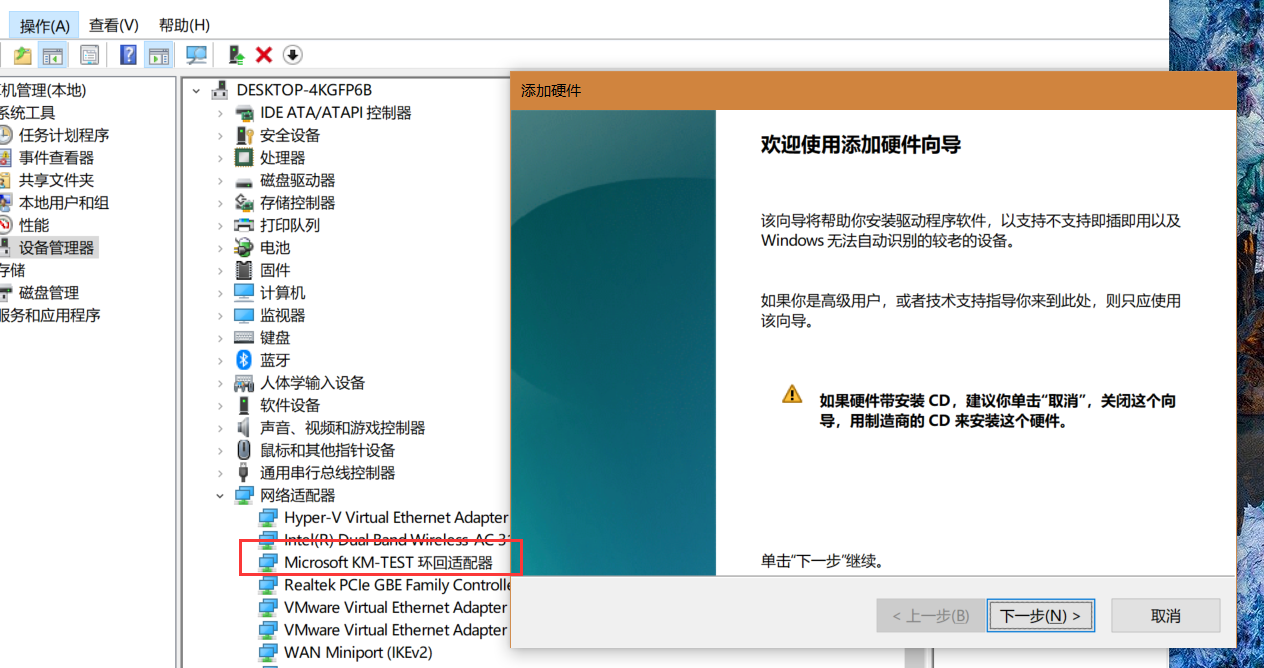 操作(A) 查看(V) 帮助(H)
机管理(本地)
系统工具
任务计划程序
事件查看器
共享文件夹
本地用户和组
性能
设备管理器
存储
磁盘管理
服务和应用程序
DESKTOP-4KGFP6B
IDE ATA/ATAPI 控制器
安全设备
处理器
磁盘驱动器
存储控制器
打印队列
电池
固件
计算机
监视器
键盘
蓝牙
人体学输入设备
软件设备
声音、视频和游戏控制器
鼠标和其他指针设备
通用串行总线控制器
网络适配器
Hyper-V Virtual Ethernet Adapter
Intel(R) Dual Band Wireless-AC 31
Microsoft KM-TEST 环回适配器
Realtek PCIe GBE Family Controlle
VMware Virtual Ethernet Adapter
VMware Virtual Ethernet Adapter
WAN Miniport (IKEv2)
添加硬件
欢迎使用添加硬件向导
该向导将帮助你安装驱动程序软件，以支持不支持即插即用以及
Windows 无法自动识别的较老的设备。
如果你是高级用户，或者技术支持指导你来到此处，则只应使用
该向导。
如果硬件带安装 CD，建议你单击“取消”，关闭这个向
导，用制造商的 CD 来安装这个硬件。
单击“下一步”继续。
< 上一步(B) 下一步(N) > 取消